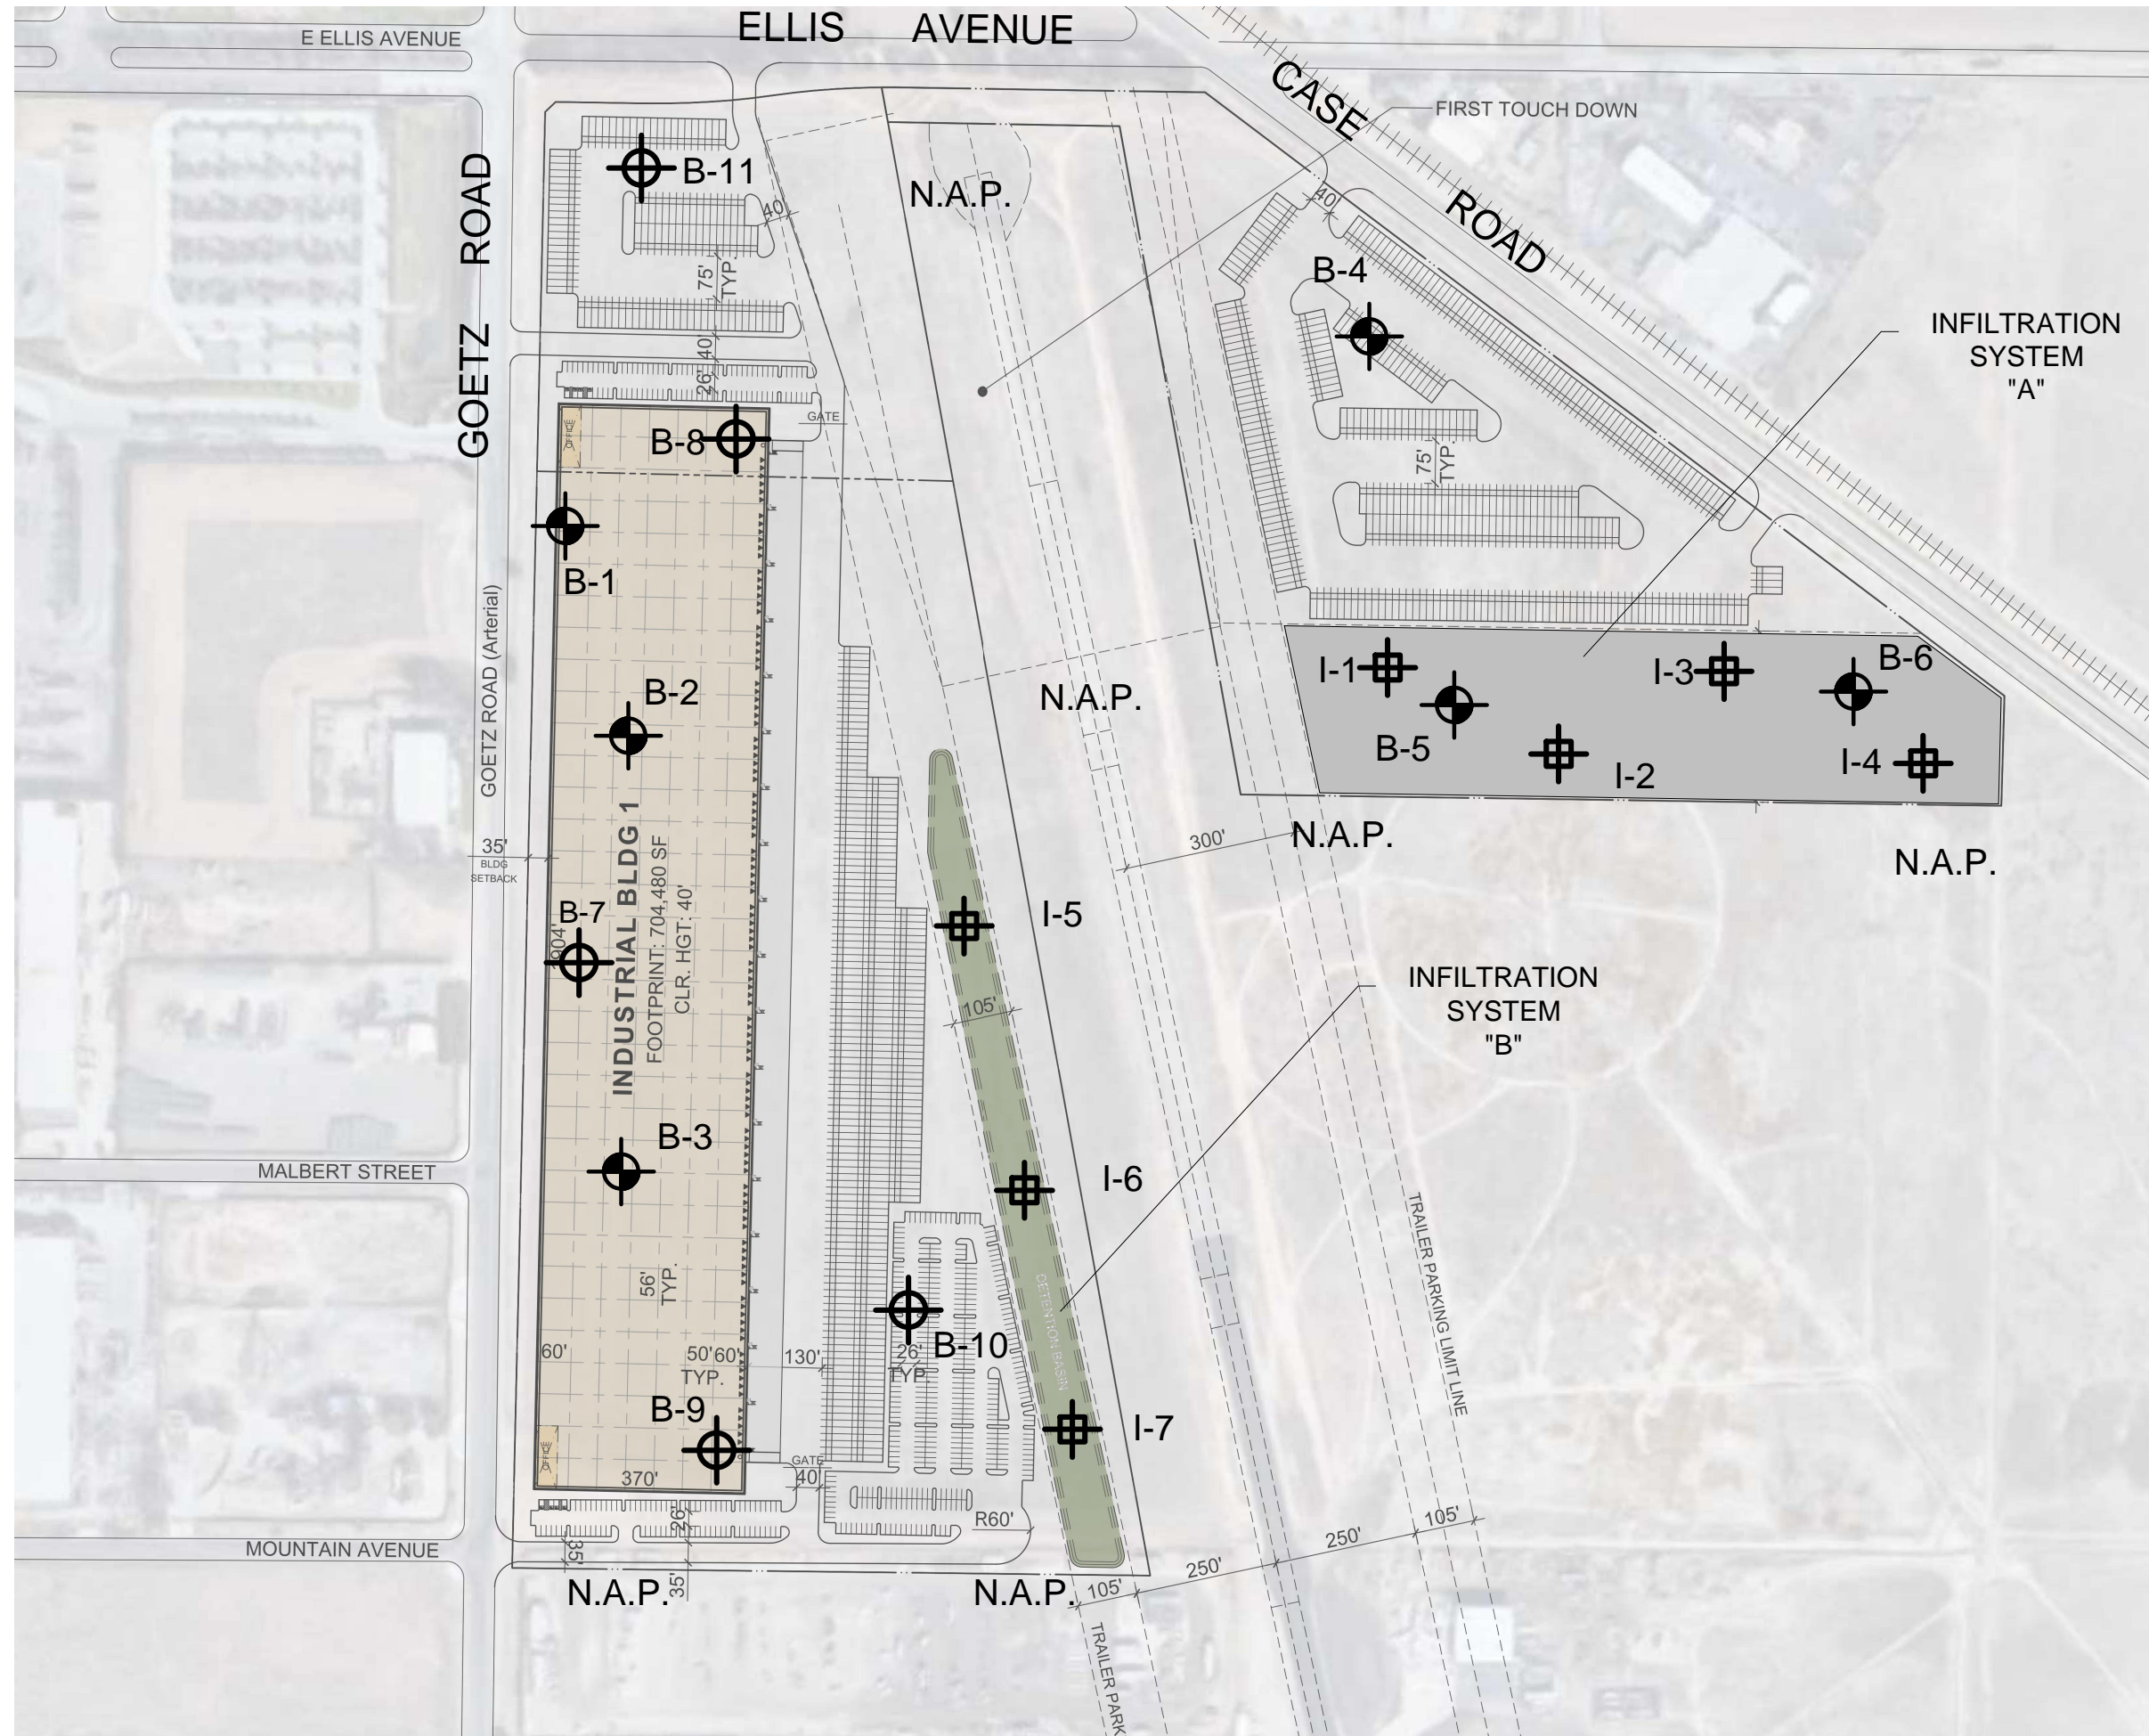 ELLIS AVENUE
E ELLIS AVENUE
CASE ROAD
FIRST TOUCH DOWN
GOETZ ROAD
B-11
N.A.P.
40'
40'
75'
TYP.
B-4
INFILTRATION
SYSTEM
"A"
40'
26'
GATE
OFFICE
B-8
75'
TYP.
B-1
GOETZ ROAD (Arterial)
B-2
N.A.P.
I-1
B-5
I-2
I-3
B-6
I-4
35'
BLDG
SETBACK
300'
N.A.P.
N.A.P.
INDUSTRIAL BLDG 1
FOOTPRINT: 704,480 SF
CLR. HGT: 40'
B-7
I-5
105'
INFILTRATION
SYSTEM
"B"
B-3
MALBERT STREET
I-6
TRAILER PARKING LIMIT LINE
56'
TYP.
DETENTION BASIN
B-10
60'
50'
60'
TYP.
130'
26'
TYP.
B-9
I-7
OFFICE
370'
GATE
40'
26'
R60'
MOUNTAIN AVENUE
35'
35'
N.A.P.
N.A.P.
105'
250'
250'
105'
TRAILER PARK